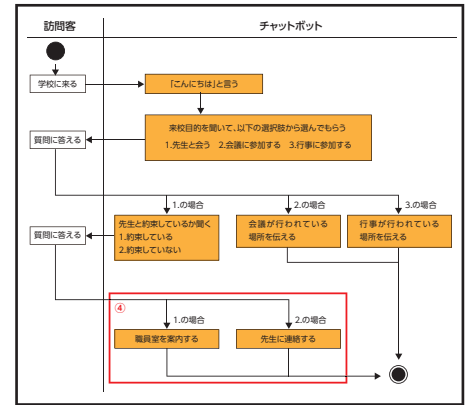 訪問客
チャットボット
学校に来る
「こんにちは」と言う
来校目的を聞いて、以下の選択肢から選んでもらう
1.先生と会う 2.会議に参加する 3.行事に参加する
質問に答える
1.の場合
2.の場合
3.の場合
先生と約束しているか聞く
1.約束している
2.約束していない
会議が行われている
場所を伝える
行事が行われている
場所を伝える
質問に答える
④
1.の場合
2.の場合
職員室を案内する
先生に連絡する